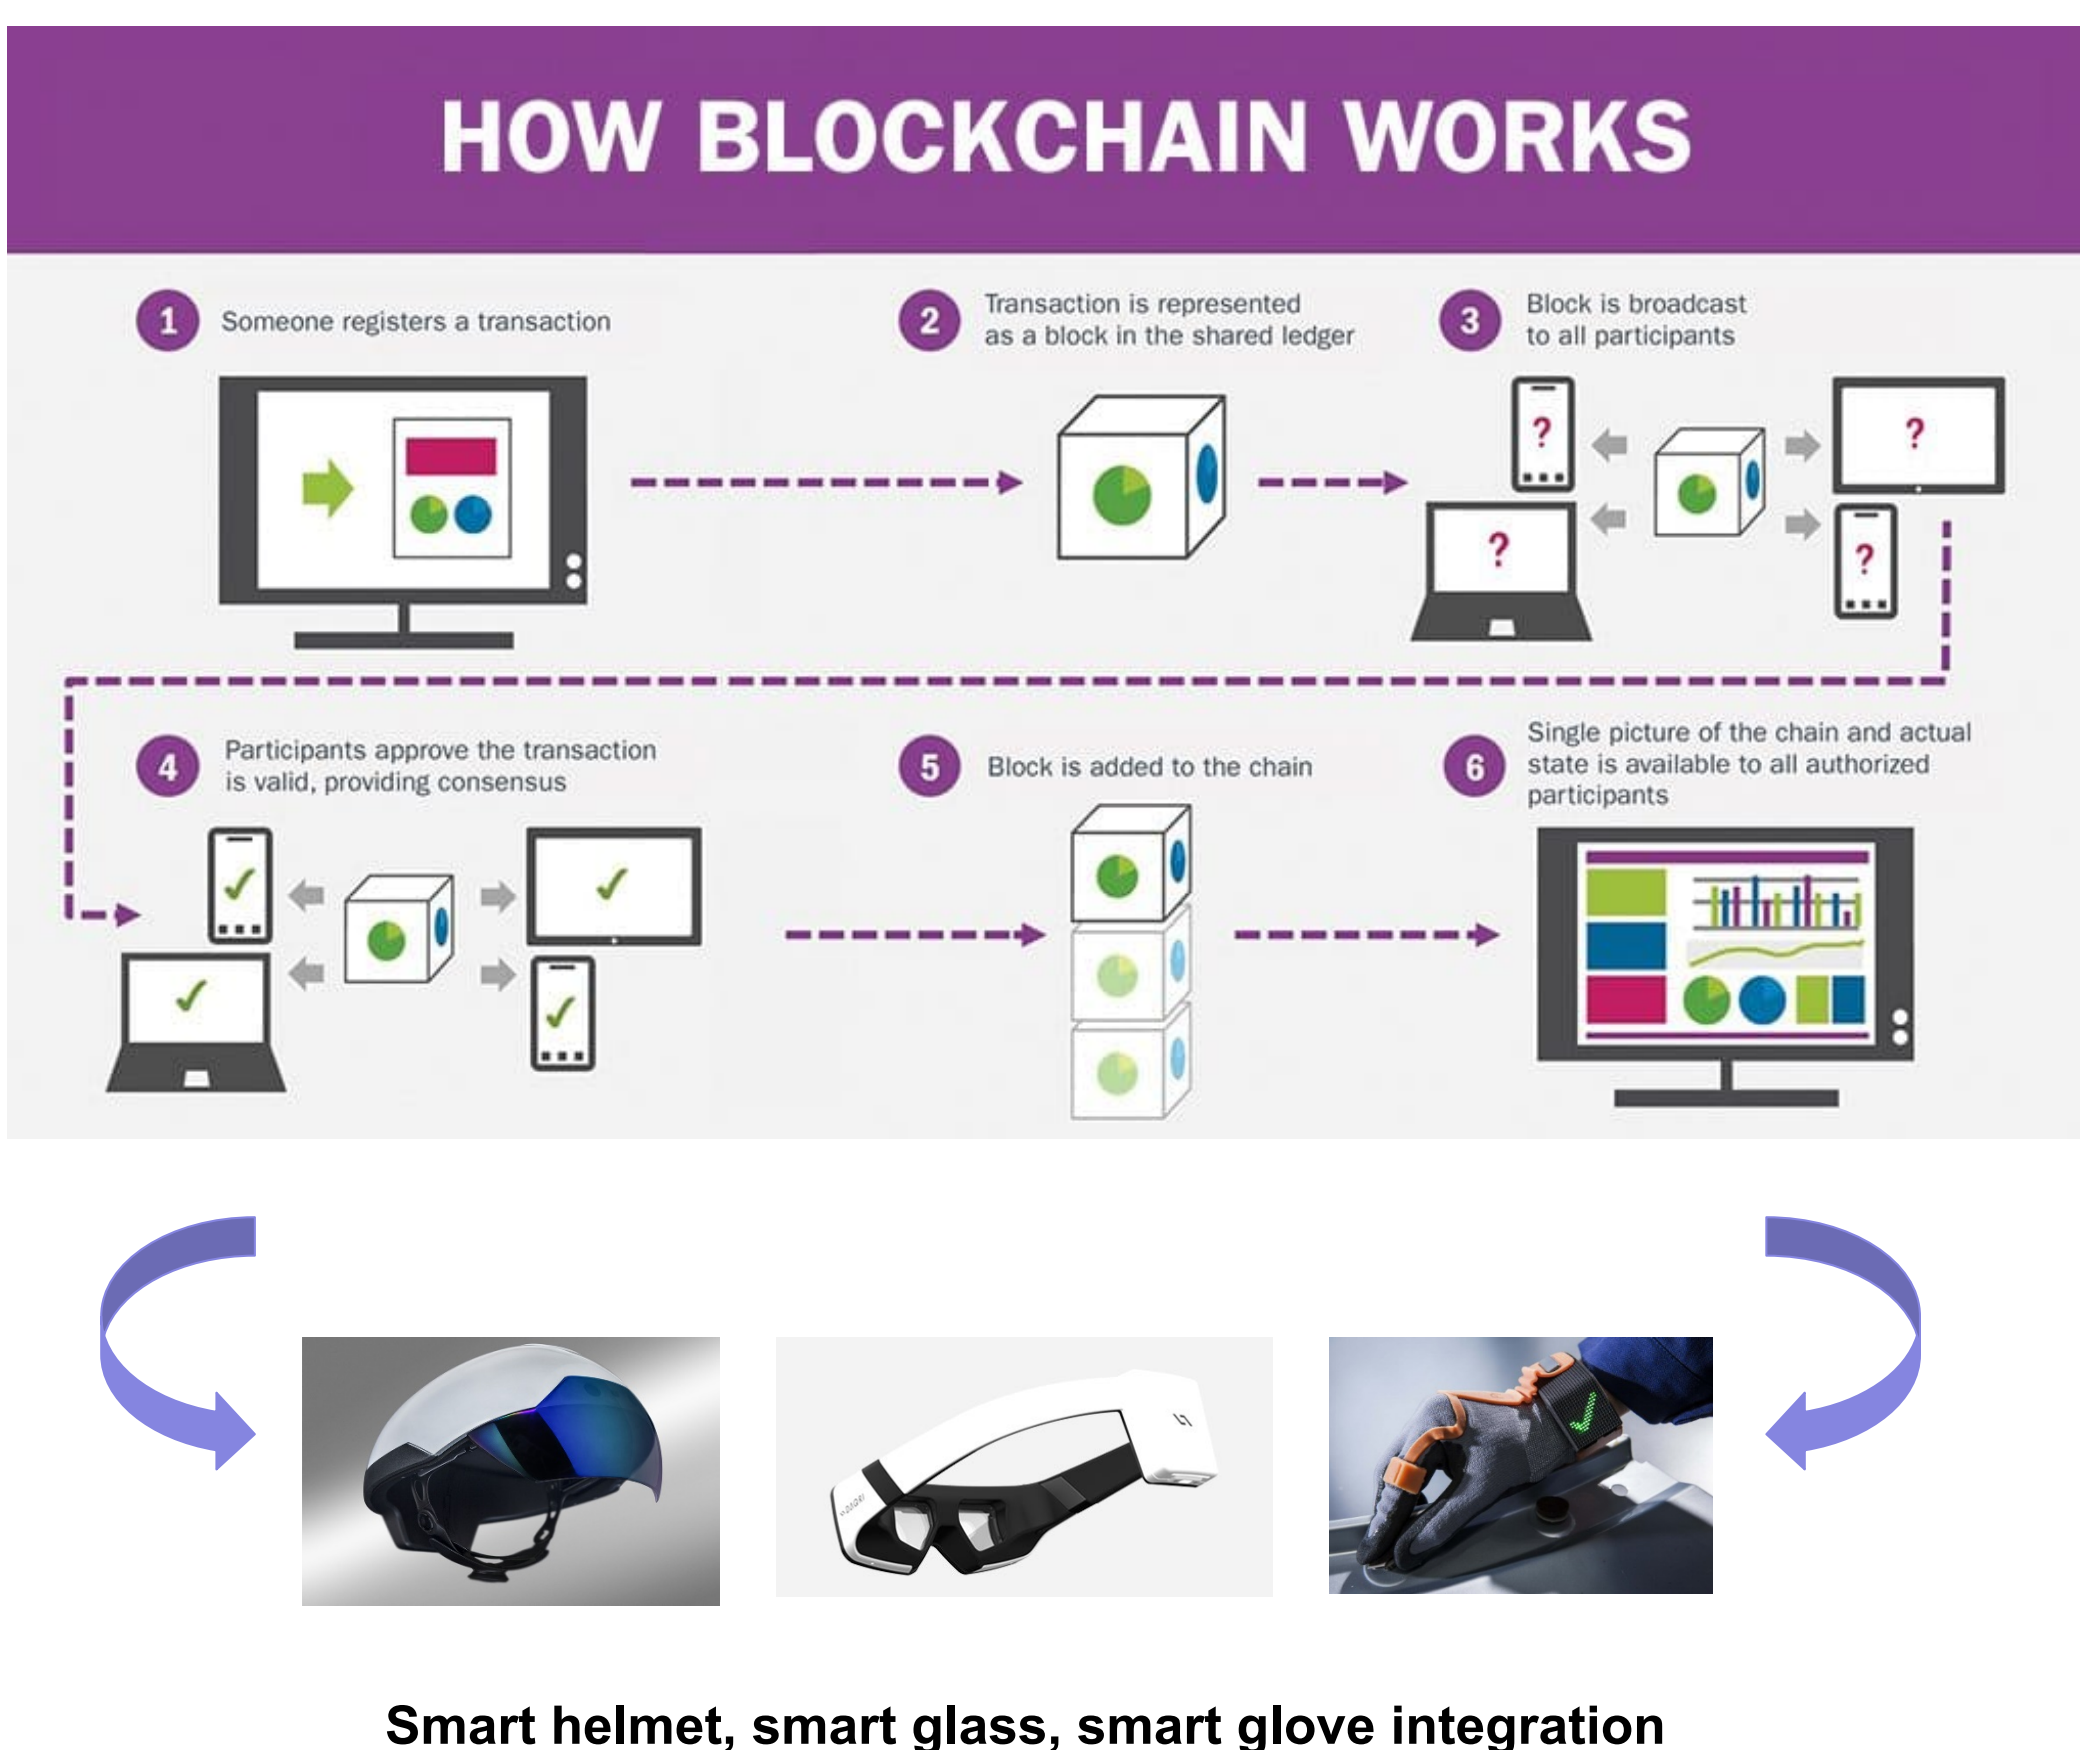 HOW BLOCKCHAIN WORKS
1
Someone registers a transaction
2
Transaction is represented
as a block in the shared ledger
3
Block is broadcast
to all participants
?
?
?
?
4
Participants approve the transaction
is valid, providing consensus
5
Block is added to the chain
6
Single picture of the chain and actual
state is available to all authorized
participants
DAQRI
Smart helmet, smart glass, smart glove integration